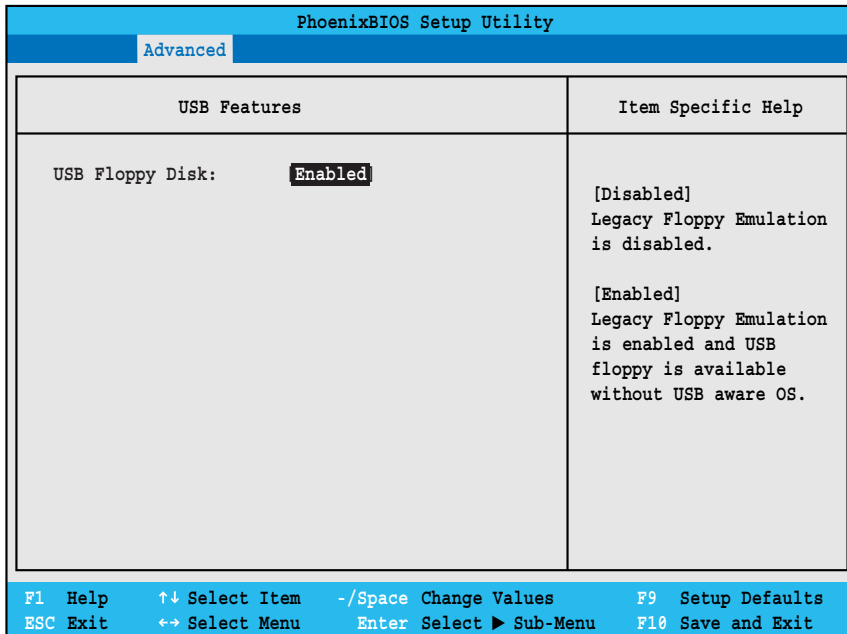 PhoenixBIOS Setup Utility
Advanced
USB Features
Item Specific Help
USB Floppy Disk: [Enabled]
[Disabled]
Legacy Floppy Emulation
is disabled.
[Enabled]
Legacy Floppy Emulation
is enabled and USB
floppy is available
without USB aware OS.
F1 Help ↑↓ Select Item -/Space Change Values F9 Setup Defaults
ESC Exit ←→ Select Menu Enter Select ▶ Sub-Menu F10 Save and Exit